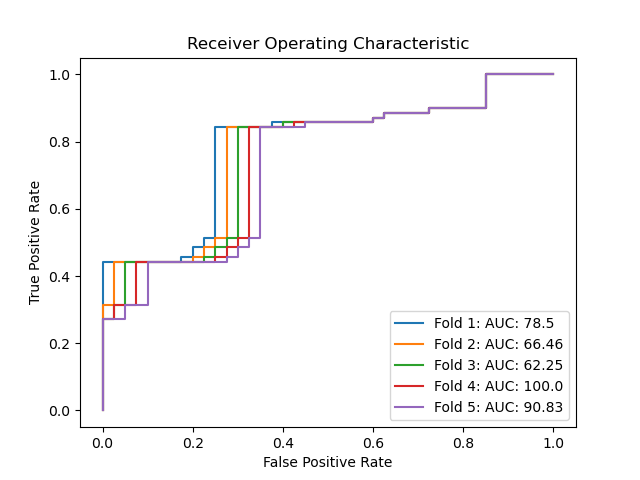 Receiver Operating Characteristic
True Positive Rate
1.0
0.8
0.6
0.4
0.2
0.0
Fold 1: AUC: 78.5
Fold 2: AUC: 66.46
Fold 3: AUC: 62.25
Fold 4: AUC: 100.0
Fold 5: AUC: 90.83
0.0 0.2 0.4 0.6 0.8 1.0
False Positive Rate